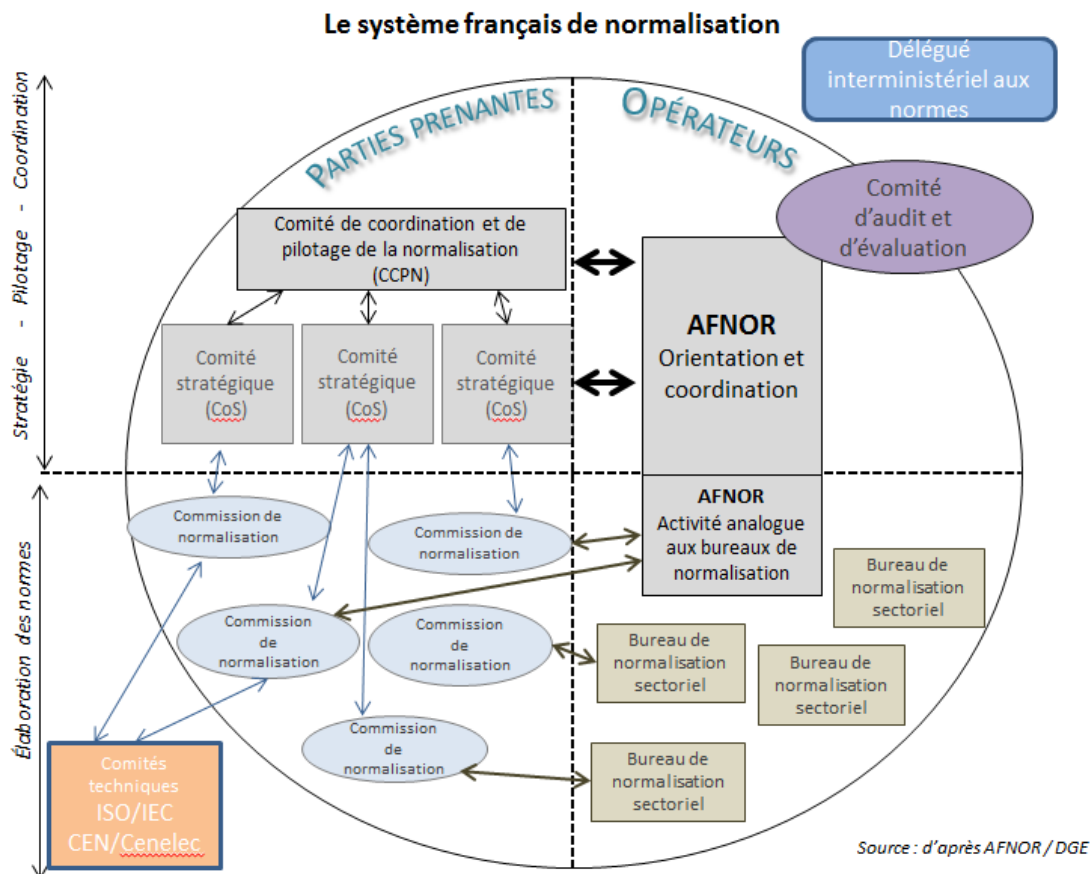 Le système français de normalisation
Délégué
interministériel aux
normes
PARTIES PRENANTES
OPÉRATEURS
Comité
d'audit et
d'évaluation
Stratégie - Pilotage - Coordination
Comité de coordination et de
pilotage de la normalisation
(CCPN)
AFNOR
Orientation et
coordination
Comité
stratégique
(CoS)
Comité
stratégique
(CoS)
Comité
stratégique
(CoS)
Élaboration des normes
Commission de
normalisation
Commission de
normalisation
AFNOR
Activité analogue
aux bureaux de
normalisation
Bureau de
normalisation
sectoriel
Commission
de
normalisation
Commission
de
normalisation
Bureau de
normalisation
sectoriel
Bureau de
normalisation
sectoriel
Commission
de
normalisation
Bureau de
normalisation
sectoriel
Comités
techniques
ISO/IEC
CEN/Cenelec
Source : d'après AFNOR / DGE